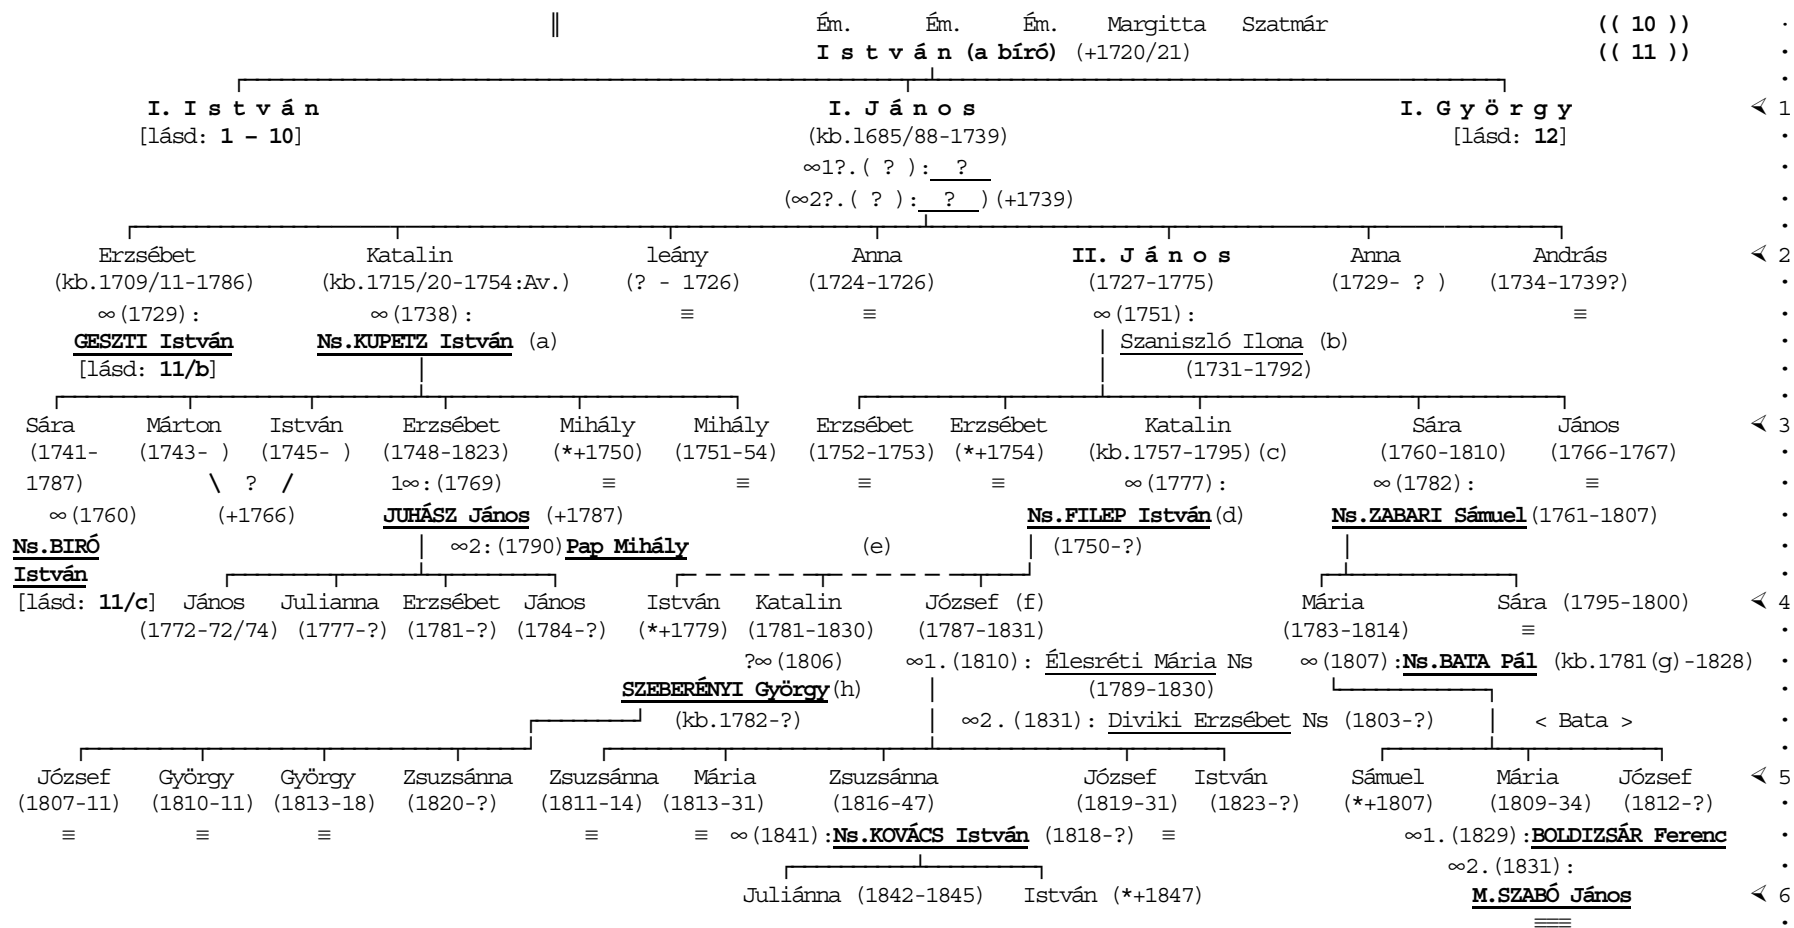 ║ Ém. Ém. Ém. Margitta Szatmár (( 10 )) ·
I s t v á n (a bíró) (+1720/21) (( 11 )) ·
·
I. I s t v á n I. J á n o s I. G y ö r g y ⮜ 1
[lásd: 1 – 10] (kb.l685/88-1739) [lásd: 12] ·
∞1?.( ? ): ? ·
(∞2?.( ? ): ? )(+1739) ·
·
Erzsébet Katalin leány Anna II. J á n o s Anna András ⮜ 2
(kb.1709/11-1786) (kb.1715/20-1754:Av.) (? - 1726) (1724-1726) (1727-1775) (1729- ? ) (1734-1739?) ·
∞(1729): ∞(1738): ≡ ≡ ∞(1751): ≡ ·
GESZTI István Ns.KUPETZ István (a) Szaniszló Ilona (b) ·
[lásd: 11/b] (1731-1792) ·
·
Sára Márton István Erzsébet Mihály Mihály Erzsébet Erzsébet Katalin Sára János ⮜ 3
(1741- (1743- ) (1745- ) (1748-1823) (*+1750) (1751-54) (1752-1753) (*+1754) (kb.1757-1795)(c) (1760-1810) (1766-1767) ·
1787) \ ? / 1∞:(1769) ≡ ≡ ≡ ≡ ∞(1777): ∞(1782): ≡ ·
∞(1760) (+1766) JUHÁSZ János (+1787) Ns.FILEP István(d) Ns.ZABARI Sámuel(1761-1807) ·
Ns.BIRÓ ∞2:(1790)Pap Mihály (e) (1750-?) ·
István ·
[lásd: 11/c] János Julianna Erzsébet János István Katalin József (f) Mária Sára (1795-1800) ⮜ 4
(1772-72/74) (1777-?) (1781-?) (1784-?) (*+1779) (1781-1830) (1787-1831) (1783-1814) ≡ ·
?∞(1806) ∞1.(1810): Élesréti Mária Ns ∞(1807):Ns.BATA Pál (kb.1781(g)-1828) ·
SZEBERÉNYI György(h) (1789-1830) ·
(kb.1782-?) ∞2.(1831): Diviki Erzsébet Ns (1803-?) < Bata > ·
·
József György György Zsuzsánna Zsuzsánna Mária Zsuzsánna József István Sámuel Mária József ⮜ 5
(1807-11) (1810-11) (1813-18) (1820-?) (1811-14) (1813-31) (1816-47) (1819-31) (1823-?) (*+1807) (1809-34) (1812-?) ·
≡ ≡ ≡ ≡ ≡ ∞(1841):Ns.KOVÁCS István (1818-?) ≡ ∞1.(1829):BOLDIZSÁR Ferenc ·
∞2.(1831): ·
Juliánna (1842-1845) István (*+1847) M.SZABÓ János ⮜ 6
≡≡≡ ·